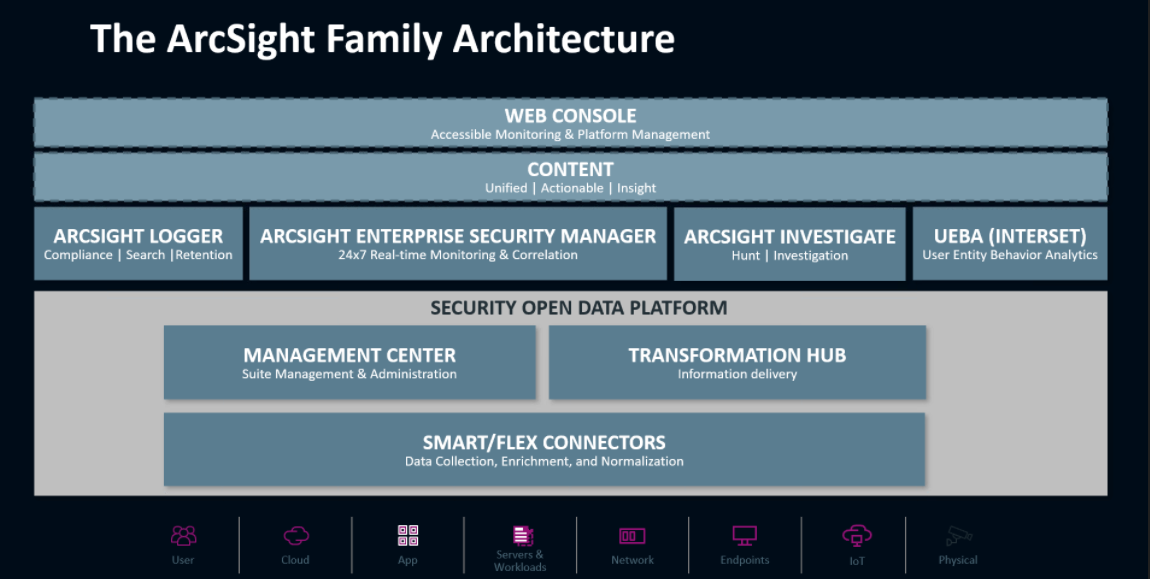 The ArcSight Family Architecture
WEB CONSOLE
Accessible Monitoring & Platform Management
CONTENT
Unified | Actionable | Insight
ARCSIGHT LOGGER
Compliance | Search |Retention
ARCSIGHT ENTERPRISE SECURITY MANAGER
24x7 Real-time Monitoring & Correlation
ARCSIGHT INVESTIGATE
Hunt | Investigation
UEBA (INTERSET)
User Entity Behavior Analytics
SECURITY OPEN DATA PLATFORM
MANAGEMENT CENTER
Suite Management & Administration
TRANSFORMATION HUB
Information delivery
SMART/FLEX CONNECTORS
Data Collection, Enrichment, and Normalization
User
Cloud
App
Servers &
Workloads
Network
Endpoints
IoT
Physical